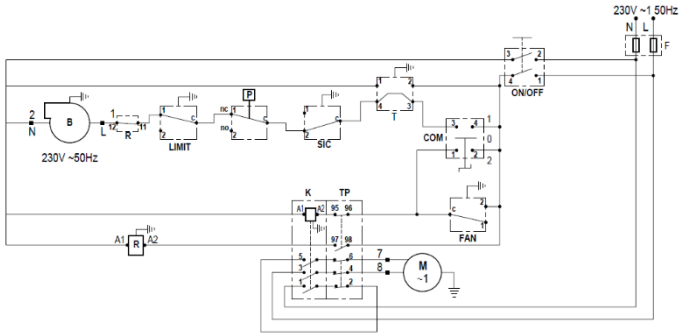 230V ~1 50Hz
N L
F
3 2
4 1
ON/OFF
1 2
4 3
T
P
2 1
N B L 12 11
R
230V ~50Hz
1 c
2
LIMIT
nc c
no
1 c
2
SIC
COM 3 4 1
0
1 2 2
K TP
A1 A2 95 96
c 2
1
FAN
A1 R A2
97 98
5 6 7
3 4 8
1 2
M
~1